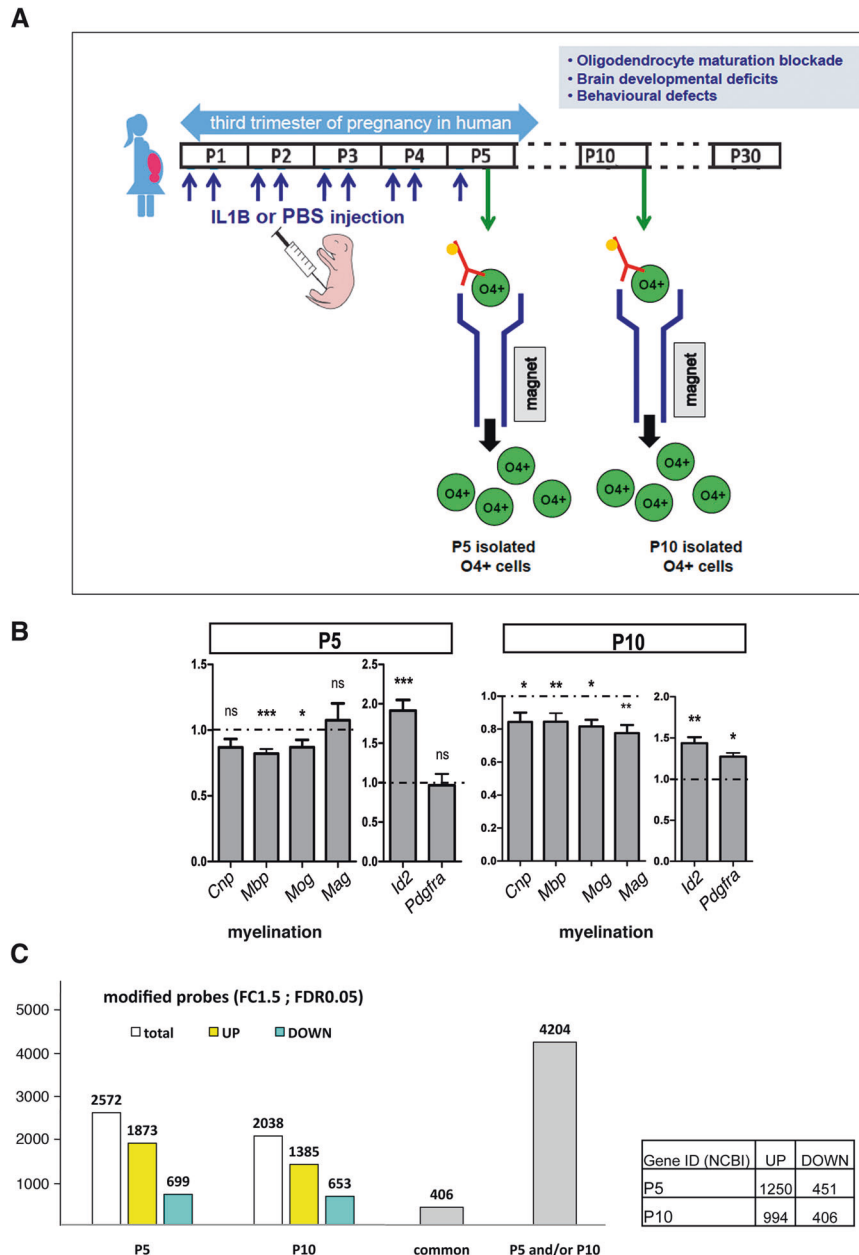 A
• Oligodendrocyte maturation blockade
• Brain developmental deficits
• Behavioural defects
third trimester of pregnancy in human
P1 P2 P3 P4 P5 P10 P30
IL1B or PBS injection
O4+ O4+
magnet magnet
O4+ O4+
O4+ O4+ O4+ O4+
O4+ O4+
P5 isolated P10 isolated
O4+ cells O4+ cells
B
P5 P10
1.5 2.5 1.0 2.5
ns *** * ns *** ns * ** * ** ** *
2.0 0.8 2.0
1.0 1.5 0.6 1.5
1.0 0.4 1.0
0.5 0.5 0.2 0.5
0.0 0.0 0.0 0.0
Cnp Mbp Mog Mag Id2 Pdgfra Cnp Mbp Mog Mag Id2 Pdgfra
myelination myelination
C
modified probes (FC1.5 ; FDR0.05)
total UP DOWN
5000
4000
3000
2000
1000
2572 1873 699 2038 1385 653 406 4204
P5 P10 common P5 and/or P10
Gene ID (NCBI) UP DOWN
P5 1250 451
P10 994 406